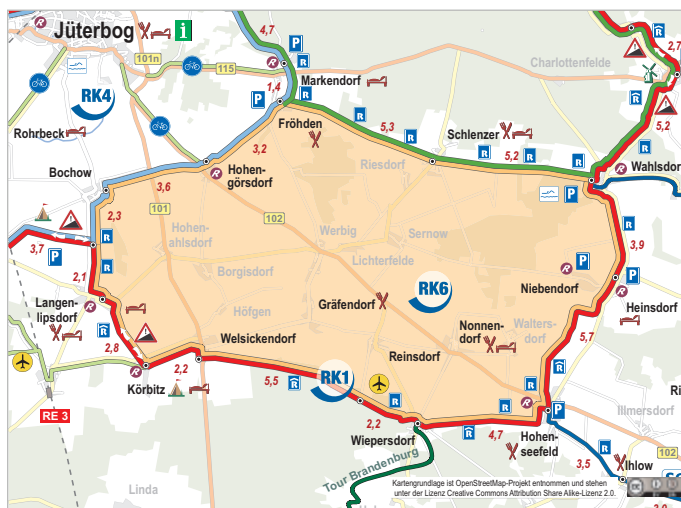 4,7
2,7
Jüterbog
i
R
P
R
101n
115
Charlottenfelde
Markendorf
RK4
1,4
5,3
5,2
Fröhden
Schlenzer
Rohrbeck
3,2
5,2
Riesdorf
Wahlsdorf
Bochow
3,6
Hohen-
görsdorf
2,3
101
102
Hohen-
ahlsdorf
Werbig
Sernow
3,7
3,9
Lichterfelde
2,1
Borgisdorf
RK6
Niebendorf
Langen-
lipsdorf
Höfgen
Gräfendorf
Heinsdorf
Nonnen-
dorf
Walters-
dorf
5,7
2,8
Welsickendorf
Reinsdorf
2,2
5,5
RK1
Körbitz
RE 3
2,2
4,7
Wiepersdorf
Hohen-
seefeld
Illmersdorf
102
Tour Brandenburg
3,5
Ihlow
Linda
Kartengrundlage ist OpenStreetMap-Projekt entnommen und stehen
unter der Lizenz Creative Commons Attribution Share Alike-Lizenz 2.0.